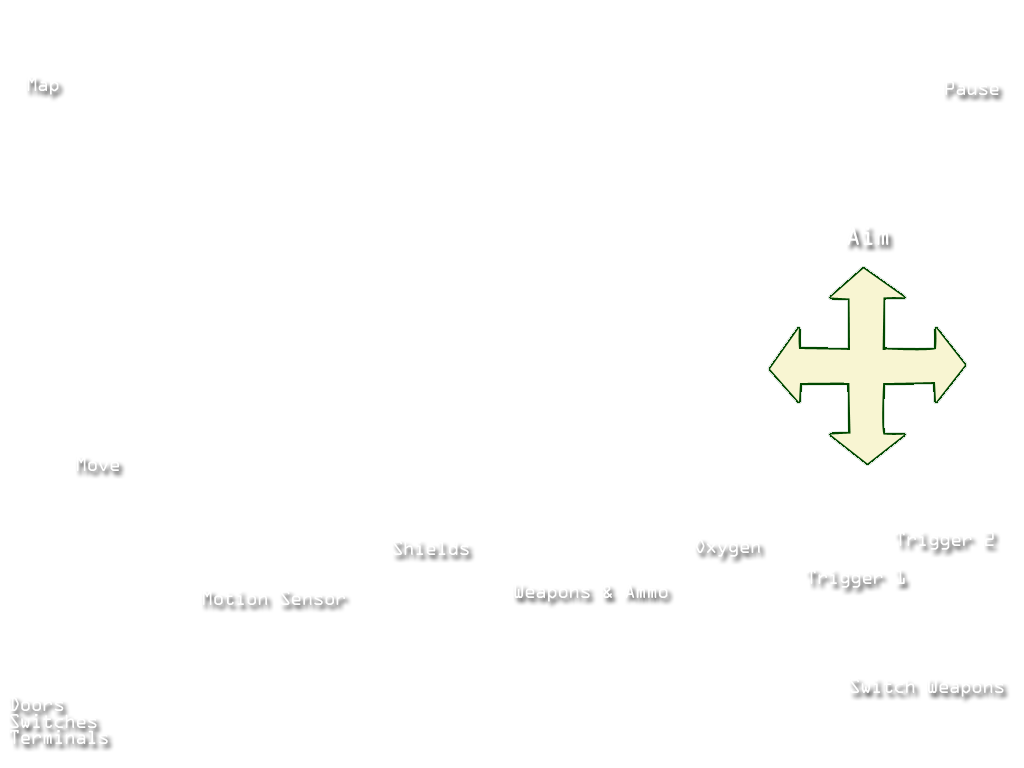 Map
Pause
Aim
Move
Shields
Oxygen
Trigger 2
Trigger 1
Motion Sensor
Weapons & Ammo
Switch Weapons
Doors
Switches
Terminals